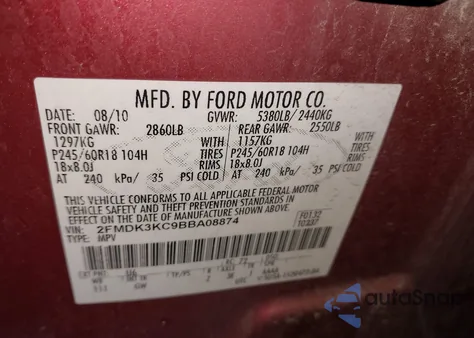 MFD. BY FORD MOTOR CO.
DATE: 08/10 GVWR: 5380LB/2440KG
FRONT GAWR: 2860LB REAR GAWR: 2550LB
1297KG WITH 1157KG WITH
P245/60R18 104H TIRES P245/60R18 104H TIRES
18x8.0J RIMS 18x8.0J RIMS
AT 240 kPa/ 35 PSI COLD AT 240 kPa/ 35 PSI COLD
THIS VEHICLE CONFORMS TO ALL APPLICABLE FEDERAL MOTOR
VEHICLE SAFETY AND THEFT PREVENTION STANDARDS IN
EFFECT ON THE DATE OF MANUFACTURE SHOWN ABOVE.
VIN: 2FMDK3KC9BBA08874
TYPE: MPV
autoSnap